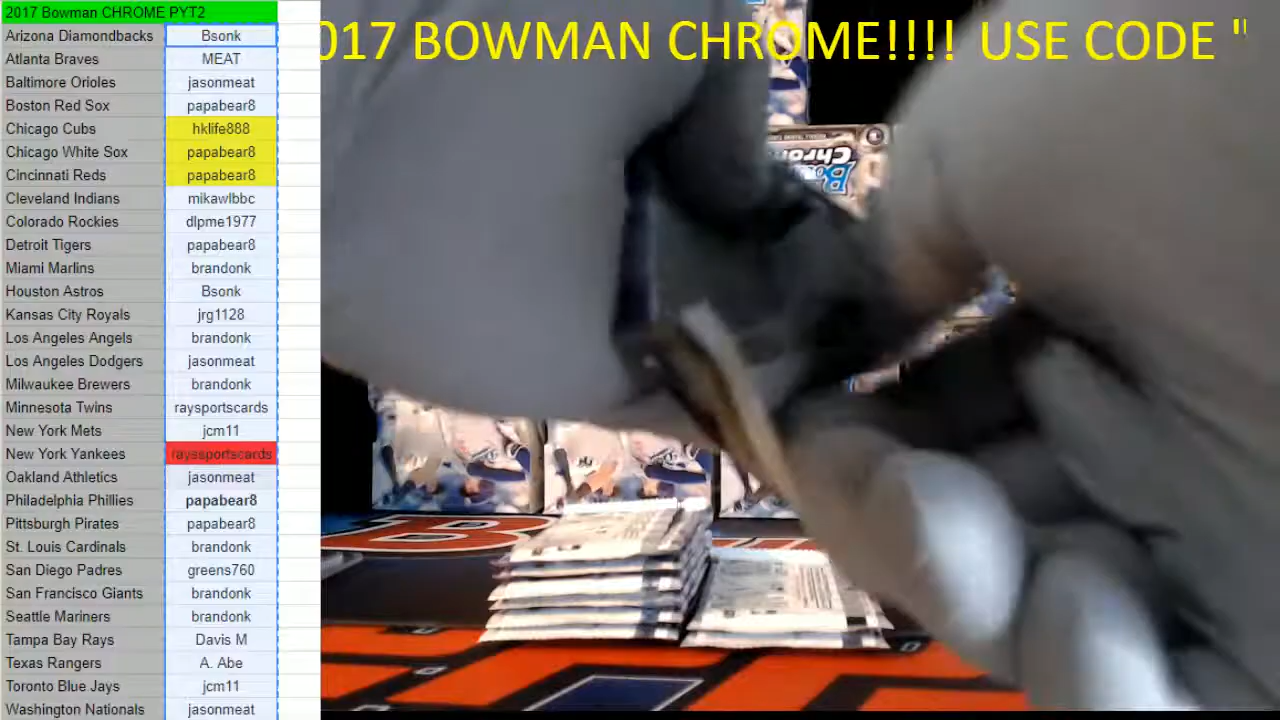 2017 Bowman CHROME PYT2
017 BOWMAN CHROME!!!! USE CODE "
Arizona Diamondbacks Bsonk
Atlanta Braves MEAT
Baltimore Orioles jasonmeat
Boston Red Sox papabear8
Chicago Cubs hklife888
Chicago White Sox papabear8
Cincinnati Reds papabear8
Cleveland Indians mikawlbbc
Colorado Rockies dlpme1977
Detroit Tigers papabear8
Miami Marlins brandonk
Houston Astros Bsonk
Kansas City Royals jrg1128
Los Angeles Angels brandonk
Los Angeles Dodgers jasonmeat
Milwaukee Brewers brandonk
Minnesota Twins raysportscards
New York Mets jcm11
New York Yankees rayssportscards
Oakland Athletics jasonmeat
Philadelphia Phillies papabear8
Pittsburgh Pirates papabear8
St. Louis Cardinals brandonk
San Diego Padres greens760
San Francisco Giants brandonk
Seattle Mariners brandonk
Tampa Bay Rays Davis M
Texas Rangers A. Abe
Toronto Blue Jays jcm11
Washington Nationals jasonmeat